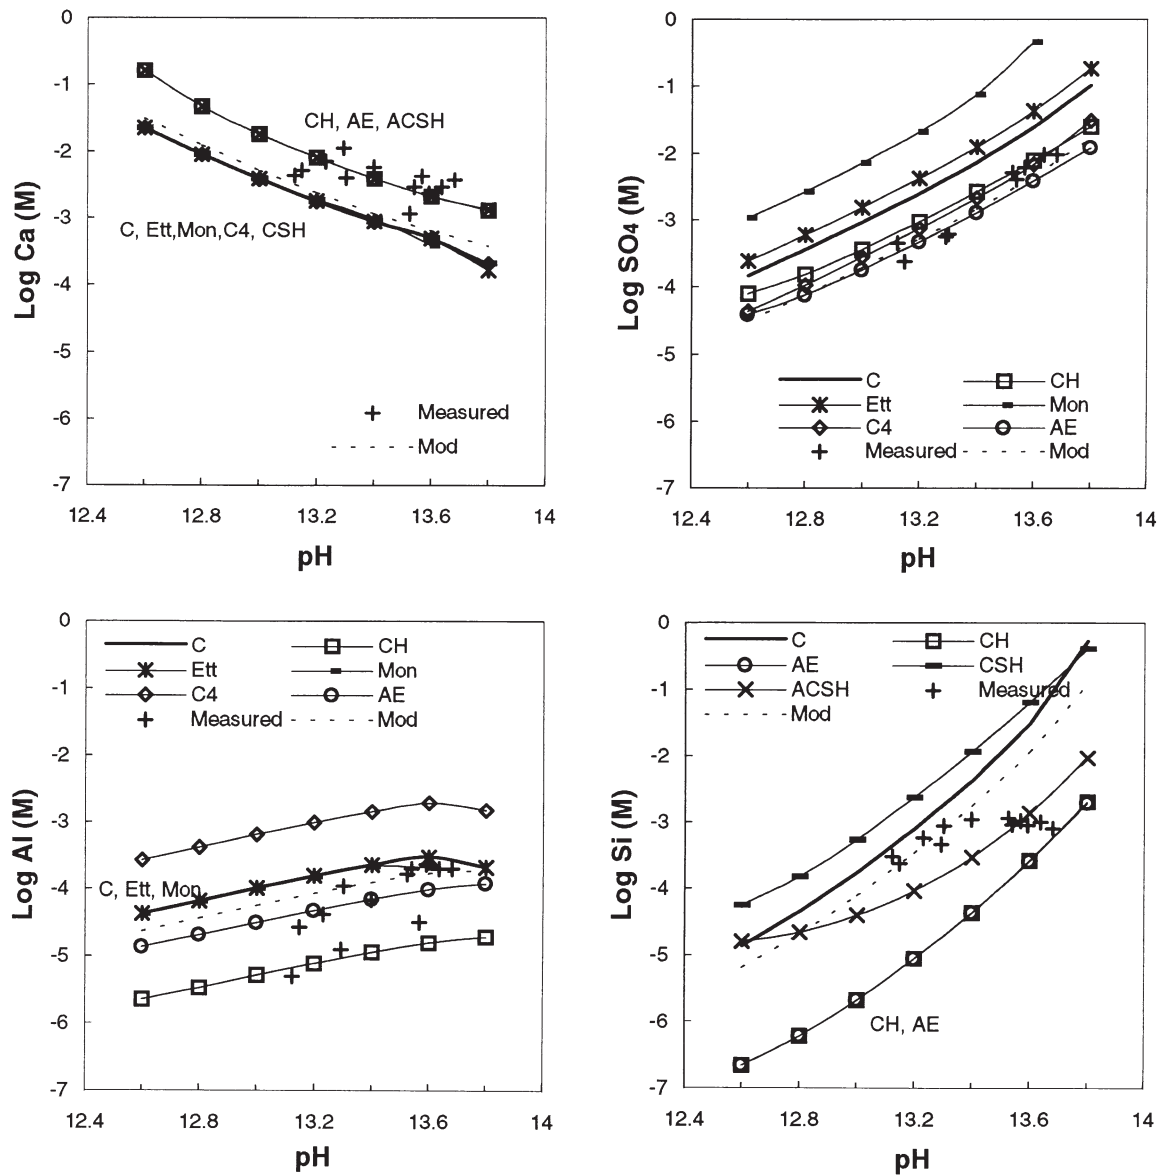 0
-1
-2
-3
-4
-5
-6
-7
Log Ca (M)
CH, AE, ACSH
C, Ett,Mon,C4, CSH
Measured
Mod
12.4
12.8
13.2
13.6
14
pH
0
-1
-2
-3
-4
-5
-6
-7
Log SO4 (M)
C
CH
Ett
Mon
C4
AE
Measured
Mod
12.4
12.8
13.2
13.6
14
pH
0
-1
-2
-3
-4
-5
-6
-7
Log Al (M)
C
CH
Ett
Mon
C4
AE
Measured
Mod
C, Ett, Mon
12.4
12.8
13.2
13.6
14
pH
0
-1
-2
-3
-4
-5
-6
-7
Log Si (M)
C
CH
AE
CSH
ACSH
Measured
Mod
CH, AE
12.4
12.8
13.2
13.6
14
pH